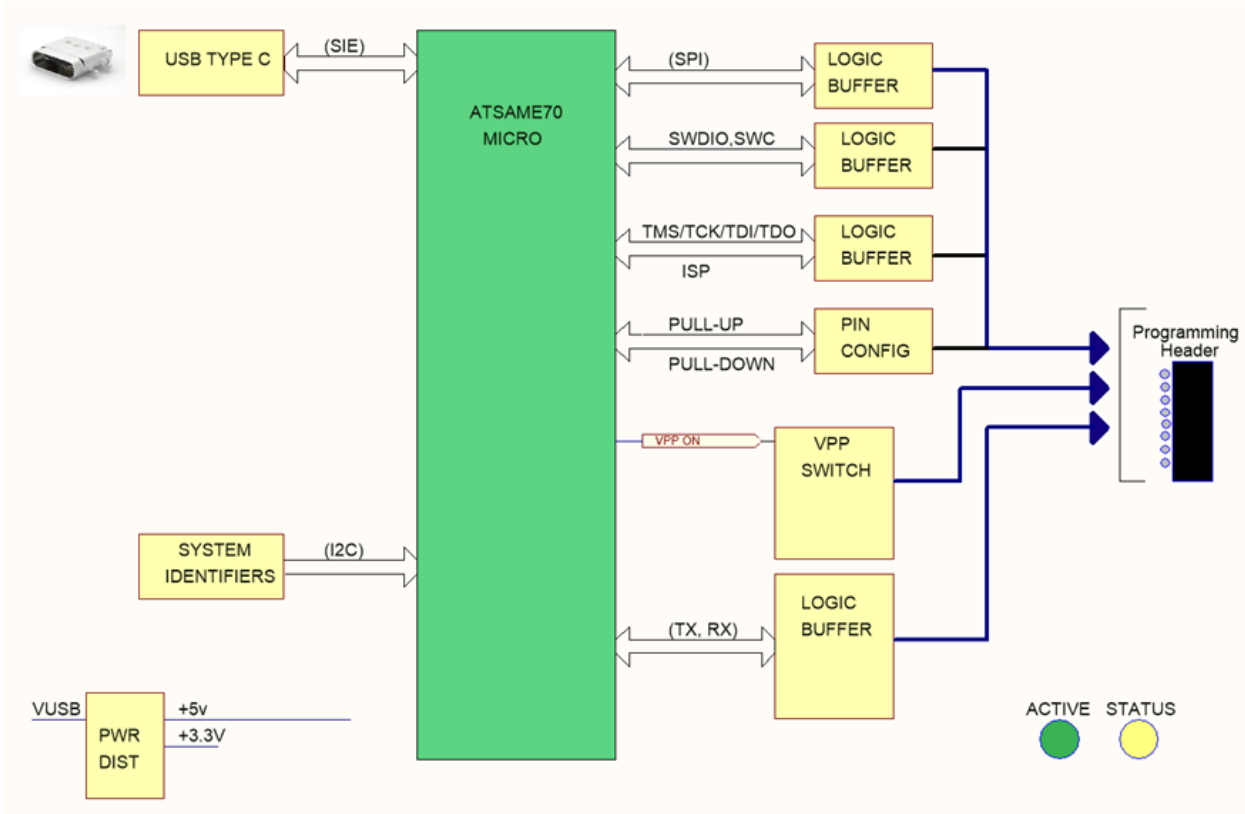 USB TYPE C
(SIE)
ATSAME70
MICRO
(SPI)
LOGIC
BUFFER
SWDIO,SWC
LOGIC
BUFFER
TMS/TCK/TDI/TDO
ISP
LOGIC
BUFFER
PULL-UP
PULL-DOWN
PIN
CONFIG
Programming
Header
VPP ON
VPP
SWITCH
SYSTEM
IDENTIFIERS
(I2C)
(TX, RX)
LOGIC
BUFFER
VUSB
PWR
DIST
+5v
+3.3V
ACTIVE
STATUS